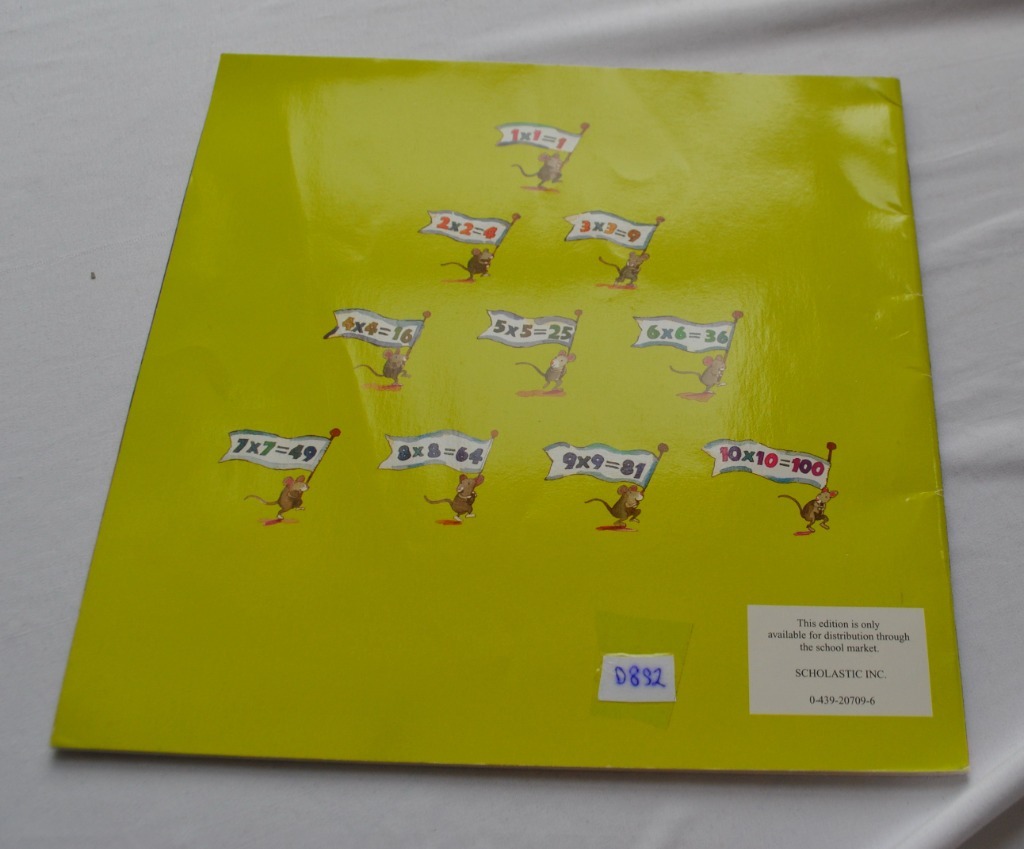 1x1=1
2x2=4 3x3=9
4x4=16 5x5=25 6x6=36
7x7=49 8x8=64 9x9=81 10x10=100
This edition is only
available for distribution through
the school market.
SCHOLASTIC INC.
0-439-20709-6
D892